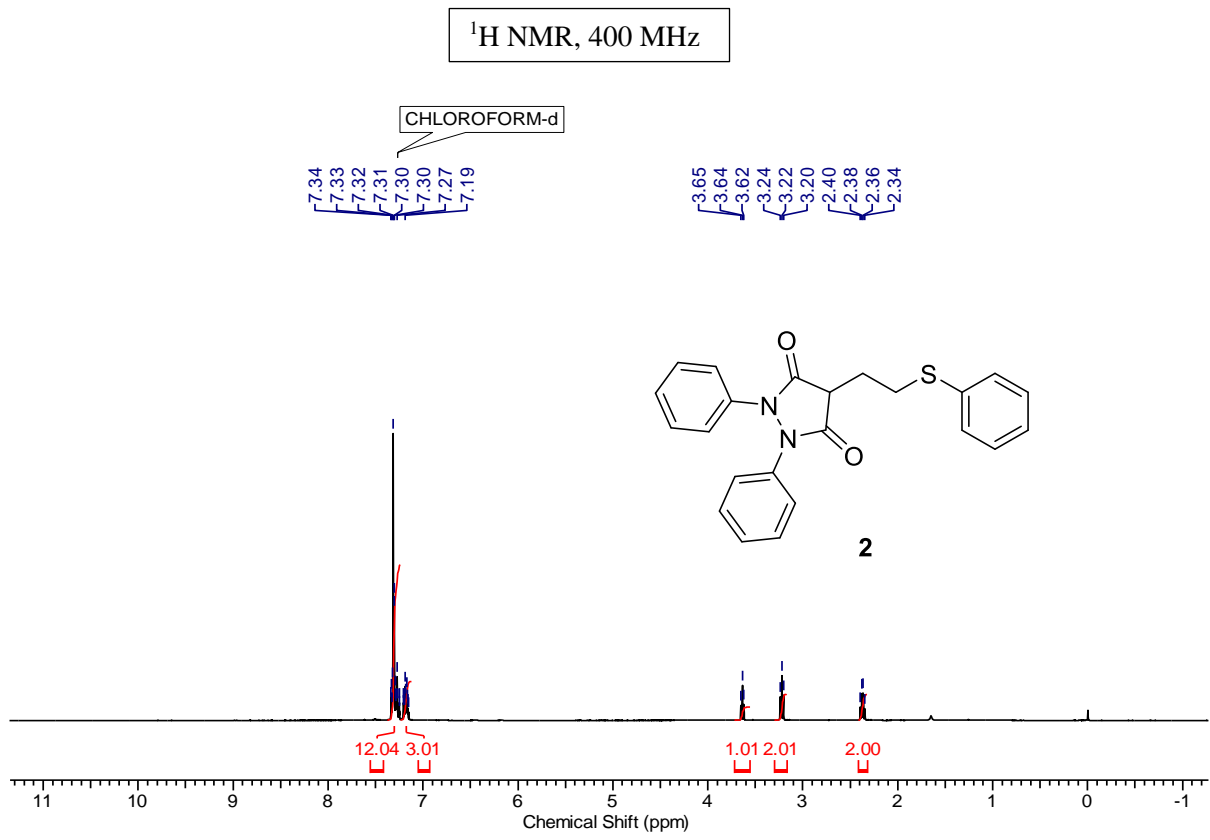 ¹H NMR, 400 MHz
CHLOROFORM-d
7.34
7.33
7.32
7.31
7.30
7.30
7.27
7.19
3.65
3.64
3.62
3.24
3.22
3.20
2.40
2.38
2.36
2.34
O
S
N
N
O
2
12.04 3.01 1.01 2.01 2.00
11 10 9 8 7 6 5 4 3 2 1 0 -1
Chemical Shift (ppm)